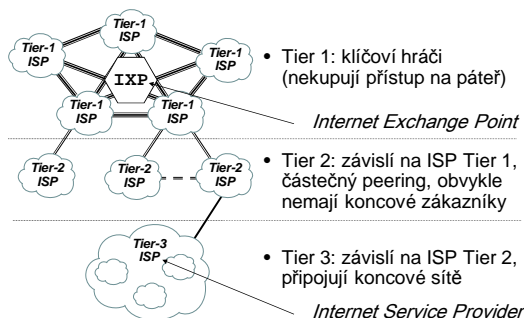 Tier-1
ISP
Tier-1
ISP
Tier-1
ISP
IXP
Tier-1
ISP
Tier-1
ISP
• Tier 1: klíčoví hráči
(nekupují přístup na páteř)
Internet Exchange Point
Tier-2
ISP
Tier-2
ISP
Tier-2
ISP
• Tier 2: závislí na ISP Tier 1,
částečný peering, obvykle
nemají koncové zákazníky
Tier-3
ISP
• Tier 3: závislí na ISP Tier 2,
připojují koncové sítě
Internet Service Provider